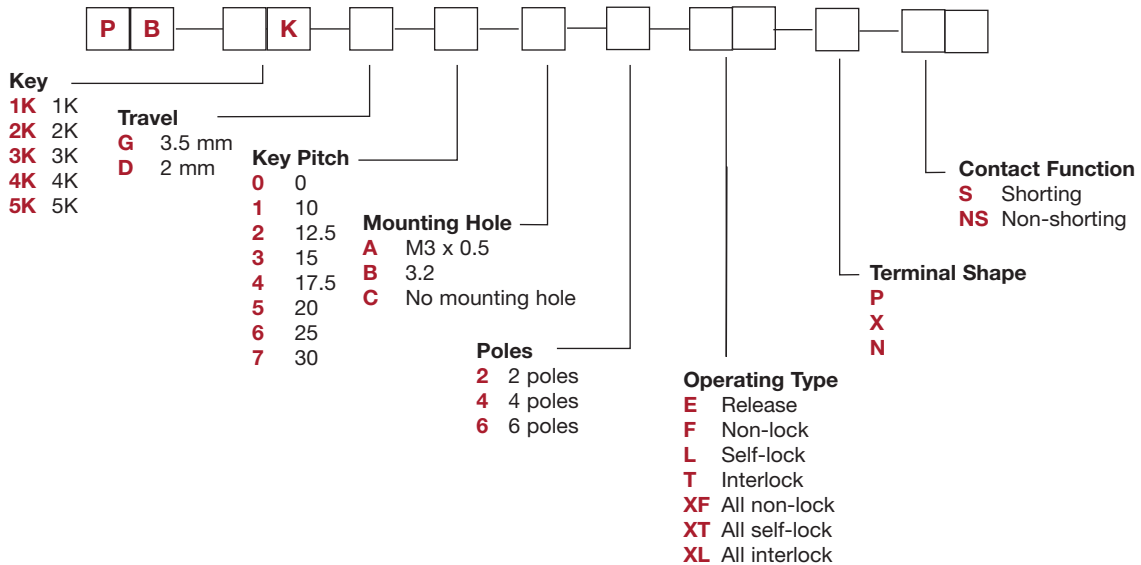 P B K
Key
1K 1K
2K 2K
3K 3K
4K 4K
5K 5K
Travel
G 3.5 mm
D 2 mm
Key Pitch
0 0
1 10
2 12.5
3 15
4 17.5
5 20
6 25
7 30
Mounting Hole
A M3 x 0.5
B 3.2
C No mounting hole
Poles
2 2 poles
4 4 poles
6 6 poles
Operating Type
E Release
F Non-lock
L Self-lock
T Interlock
XF All non-lock
XT All self-lock
XL All interlock
Terminal Shape
P
X
N
Contact Function
S Shorting
NS Non-shorting